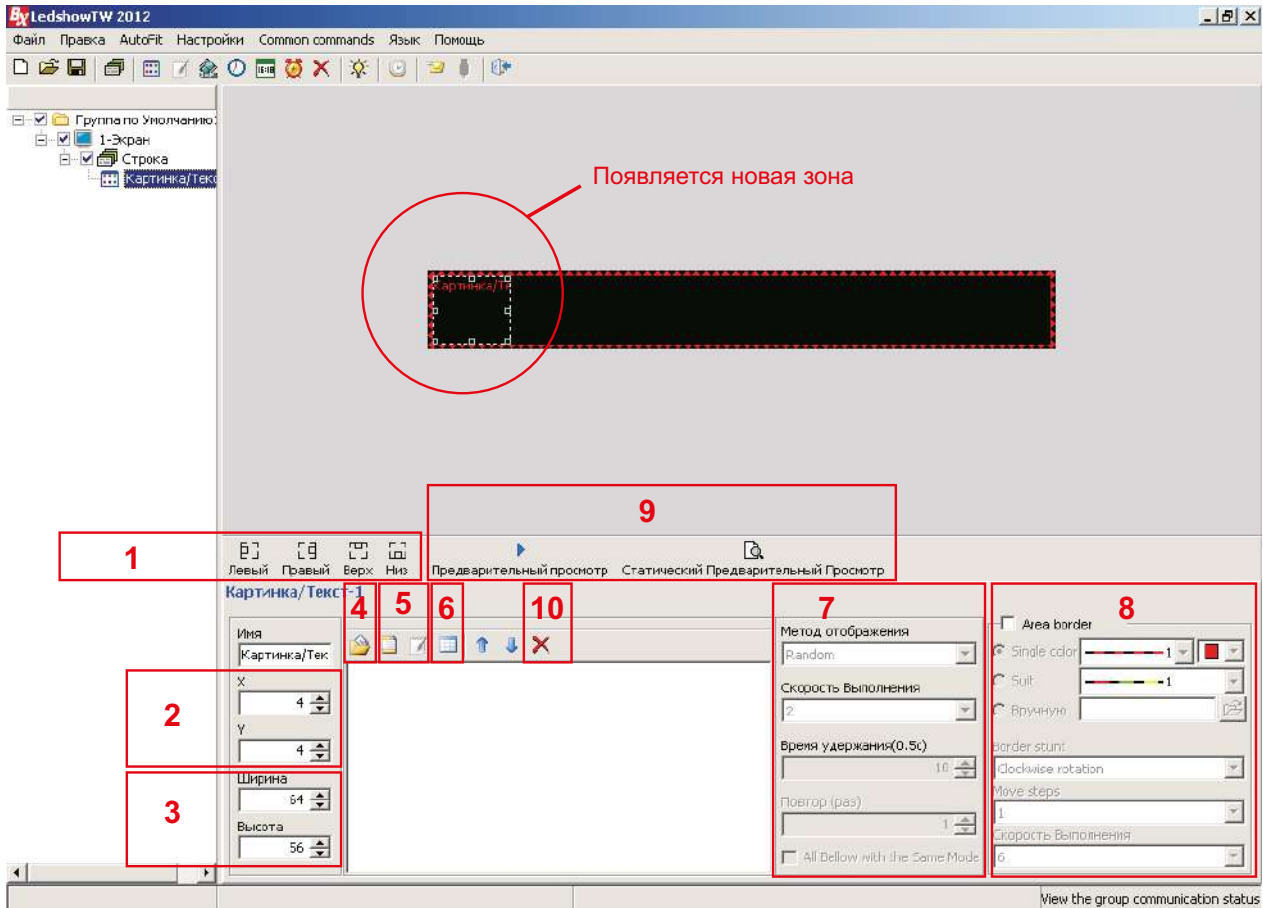 LedshowTW 2012
Файл Правка AutoFit Настройки Common commands Язык Помощь
Группа по Умолчанию:
1-Экран
Строка
Картинка/Текс
Появляется новая зона
Картинка/Те
1
9
Левый Правый Верх Низ Предварительный просмотр Статический Предварительный Просмотр
Картинка/Текст-1
4 5 6 10 7 8
Имя
Картинка/Тек
2
X
4
Y
4
3
Ширина
64
Высота
56
Метод отображения
Random
Скорость Выполнения
2
Время удержания(0.5с)
10
Повтор (раз)
1
All Bellow with the Same Mode
Area border
Single color 1
Suit 1
Вручную
Border stunt
Clockwise rotation
Move steps
1
Скорость Выполнения
6
View the group communication status